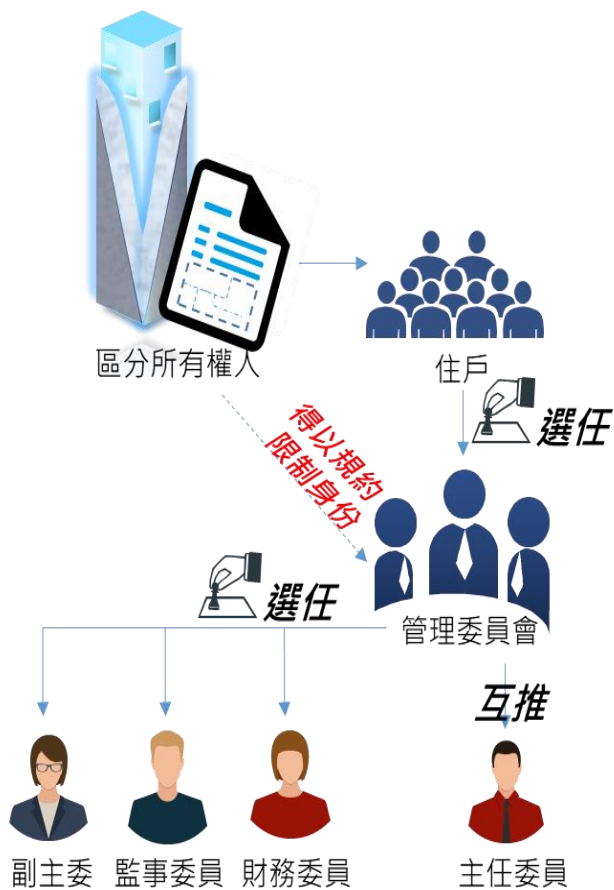 區分所有權人
住戶
選任
得以規約
限制身份
選任
管理委員會
互推
副主委
監事委員
財務委員
主任委員